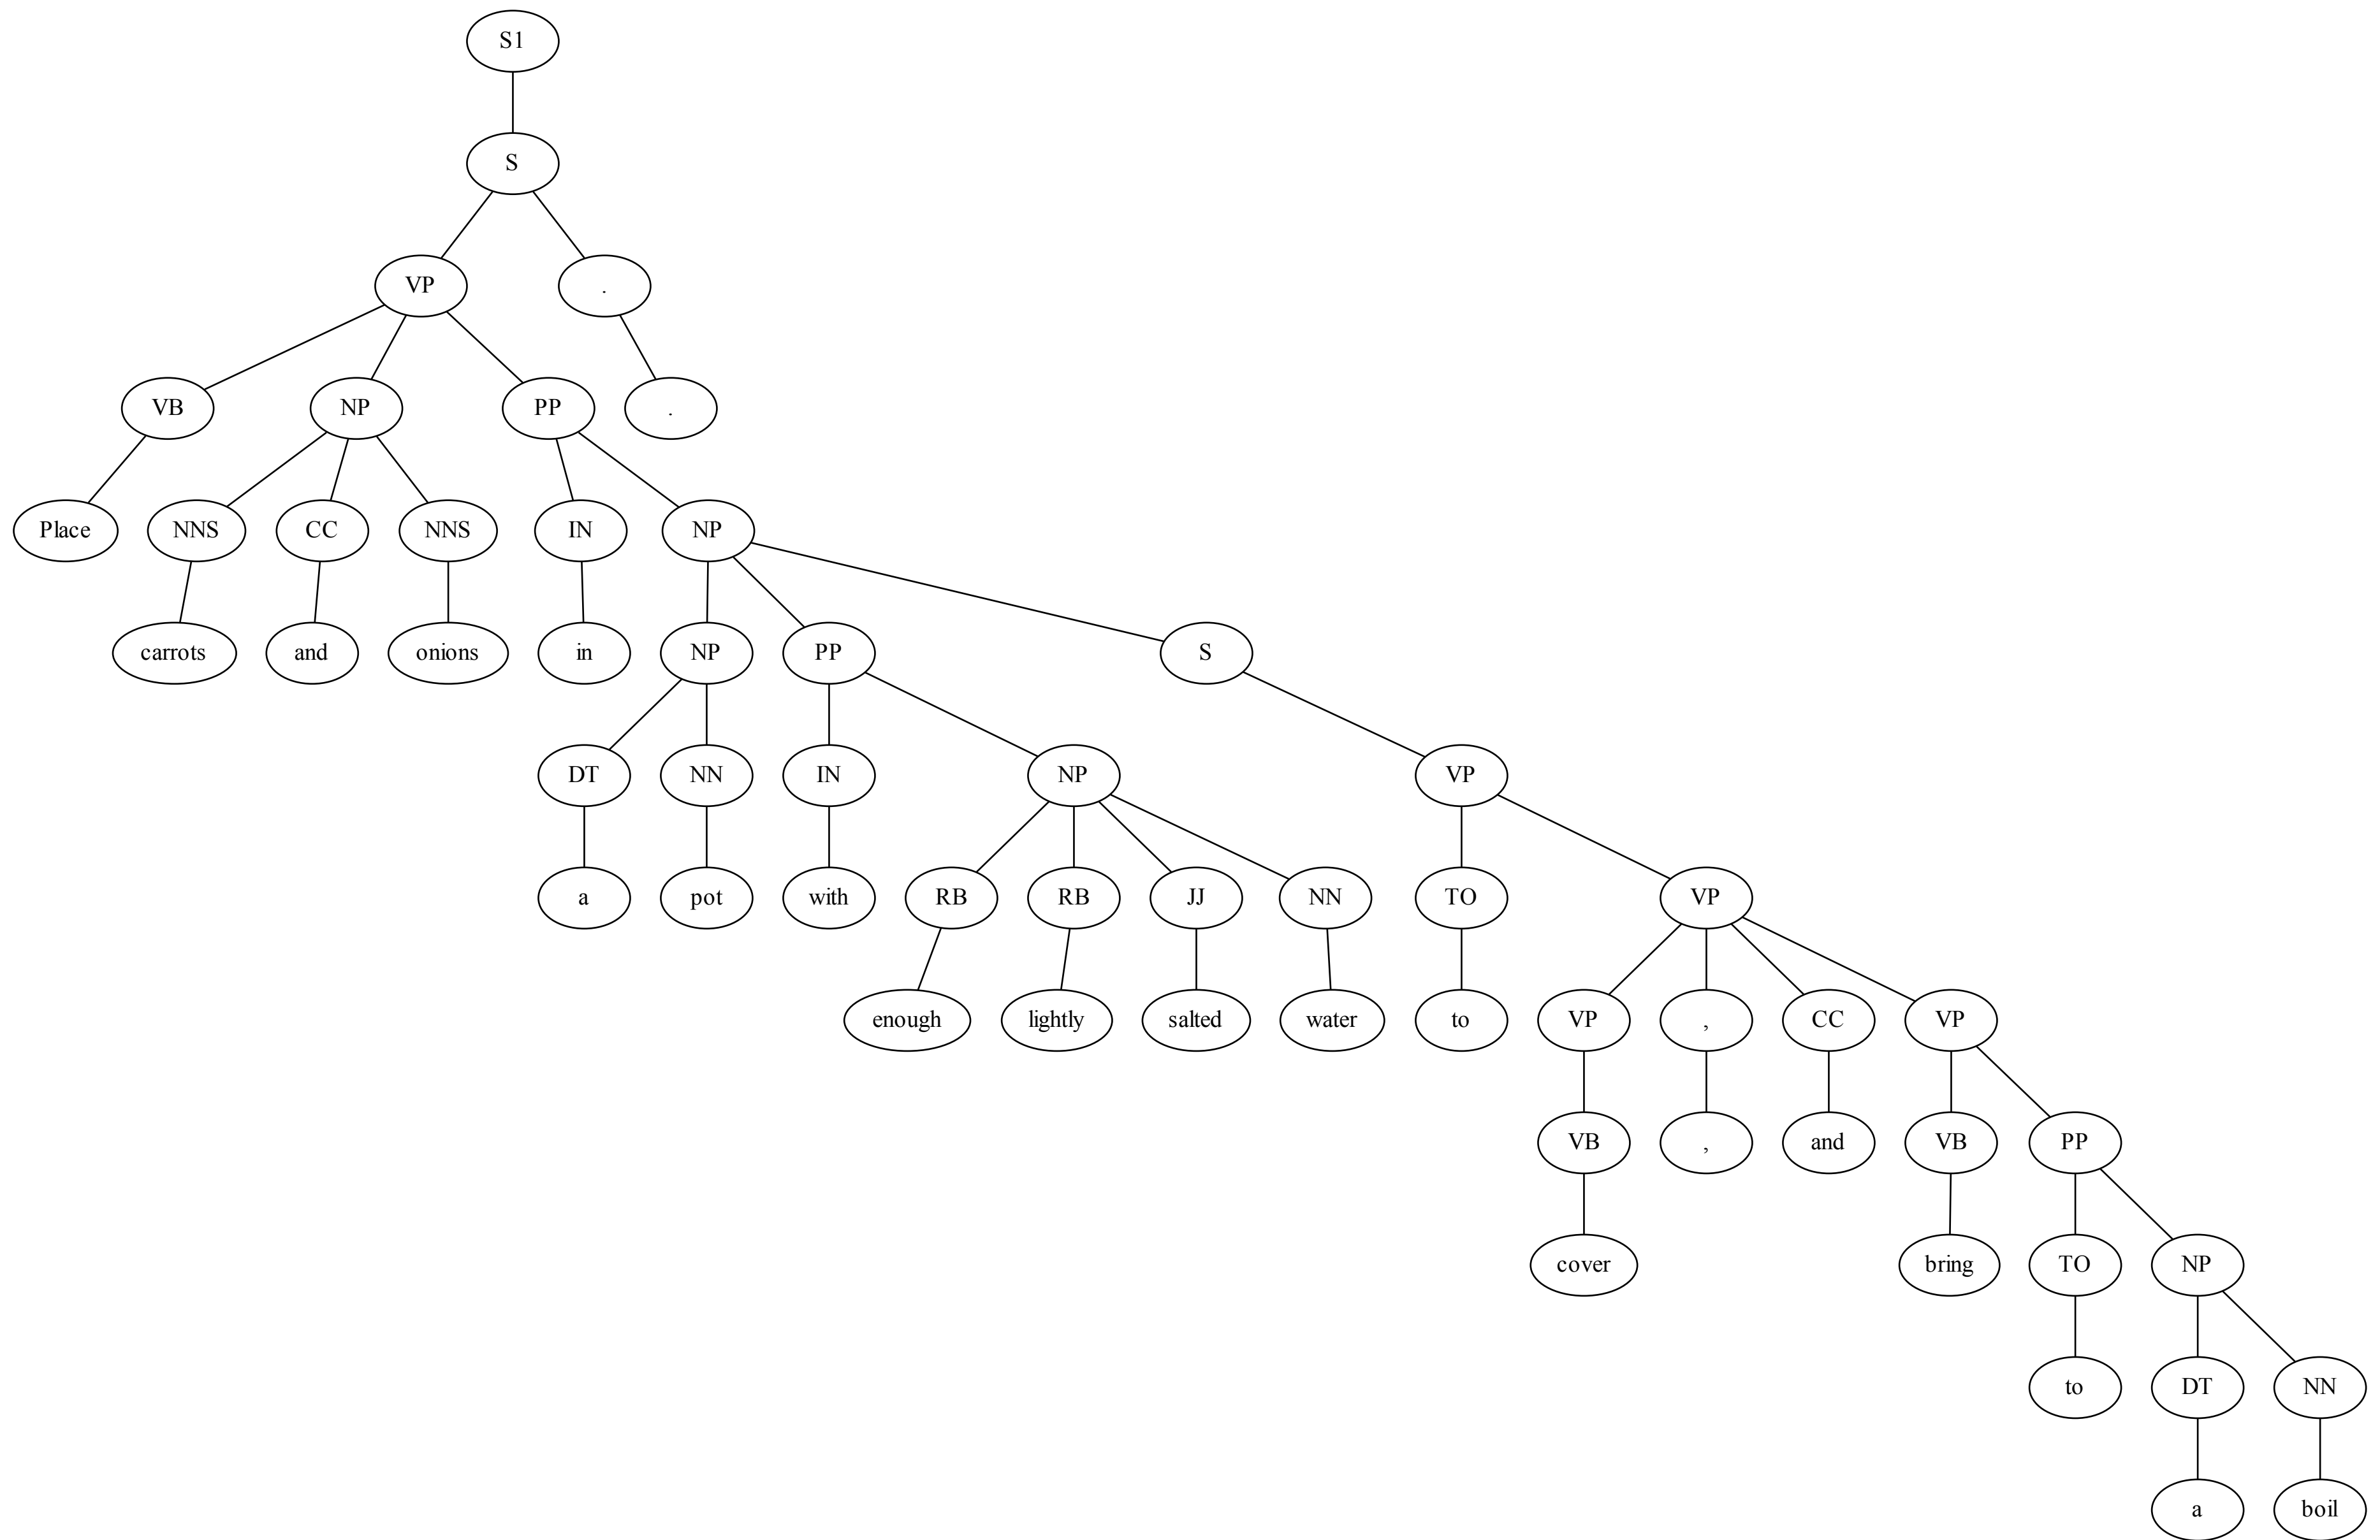 S1
S
VP .
VB NP PP .
Place NNS CC NNS IN NP
carrots and onions in NP PP S
DT NN IN NP VP
a pot with RB RB JJ NN TO VP
enough lightly salted water to VP , CC VP
VB , and VB PP
cover bring TO NP
to DT NN
a boil